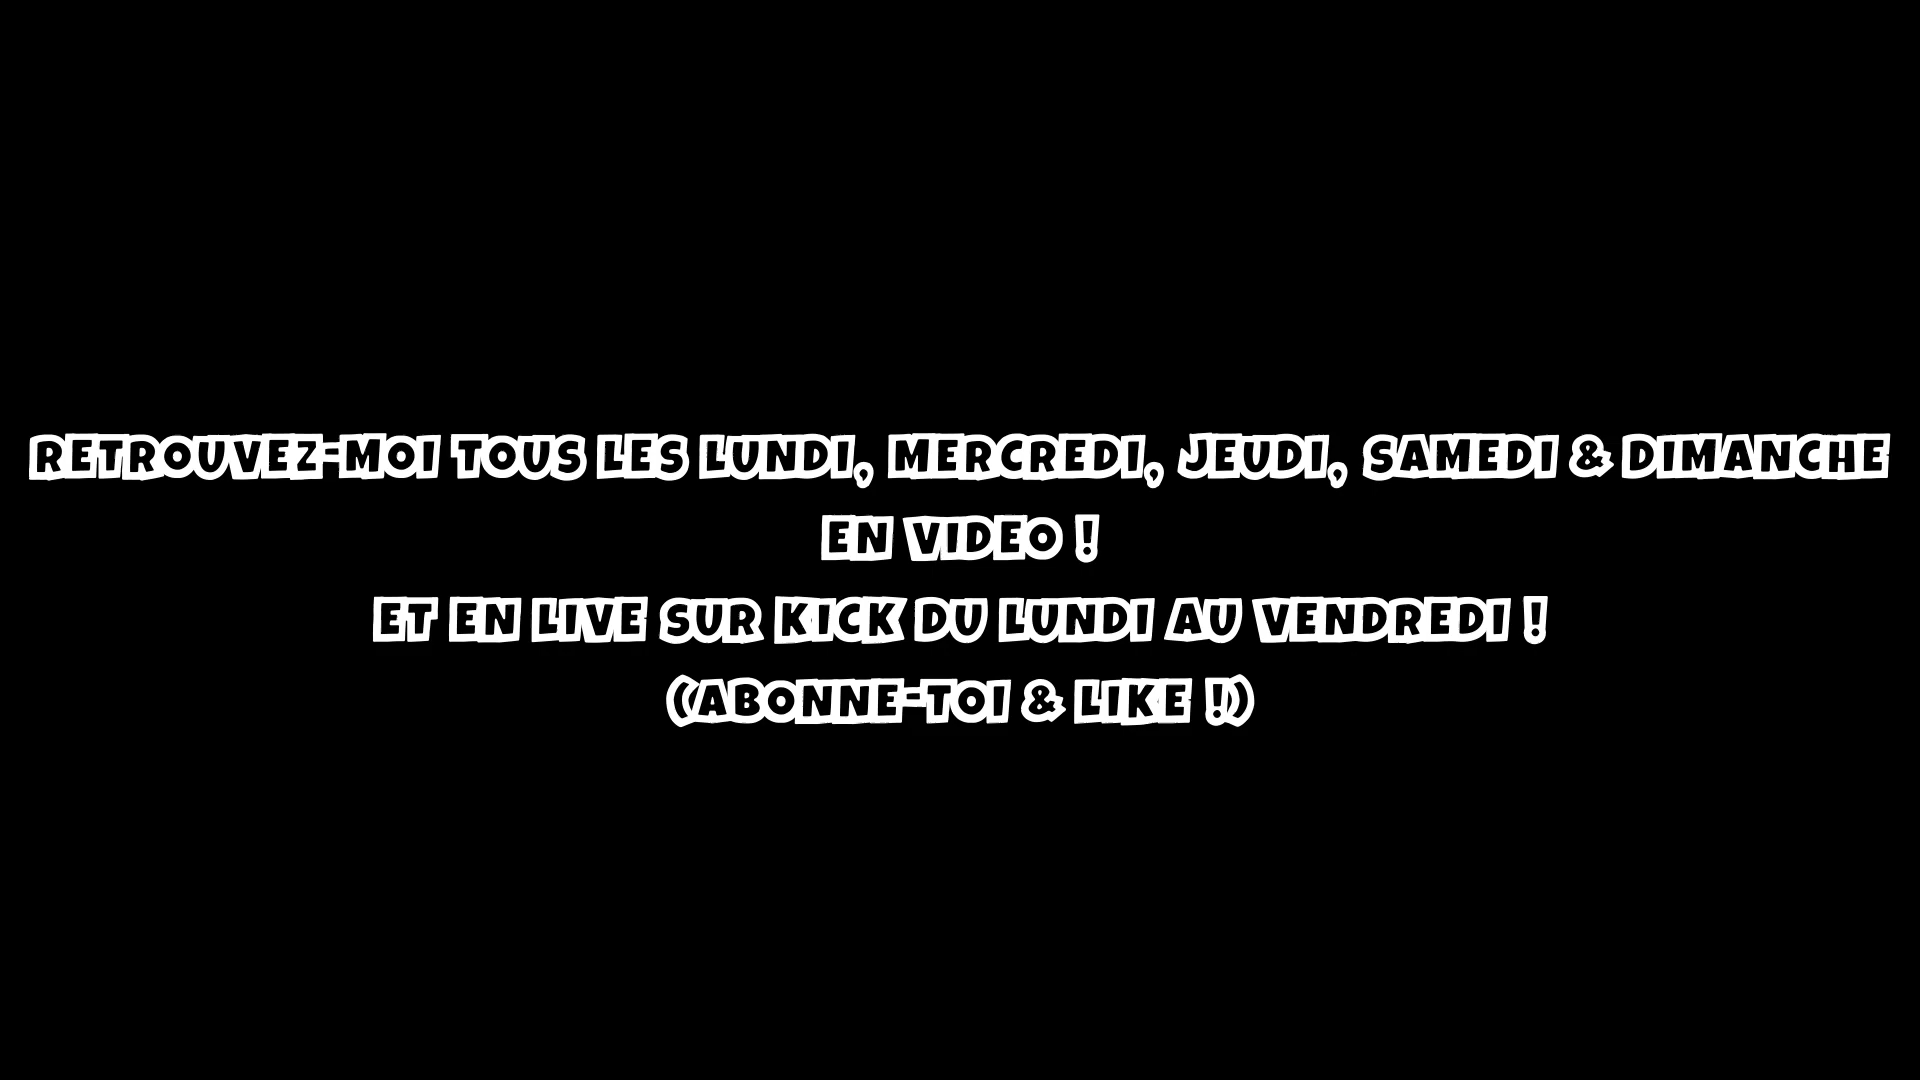 RETROUVEZ-MOI TOUS LES LUNDI, MERCREDI, JEUDI, SAMEDI & DIMANCHE
EN VIDEO !
ET EN LIVE SUR KICK DU LUNDI AU VENDREDI !
(ABONNE-TOI & LIKE !)